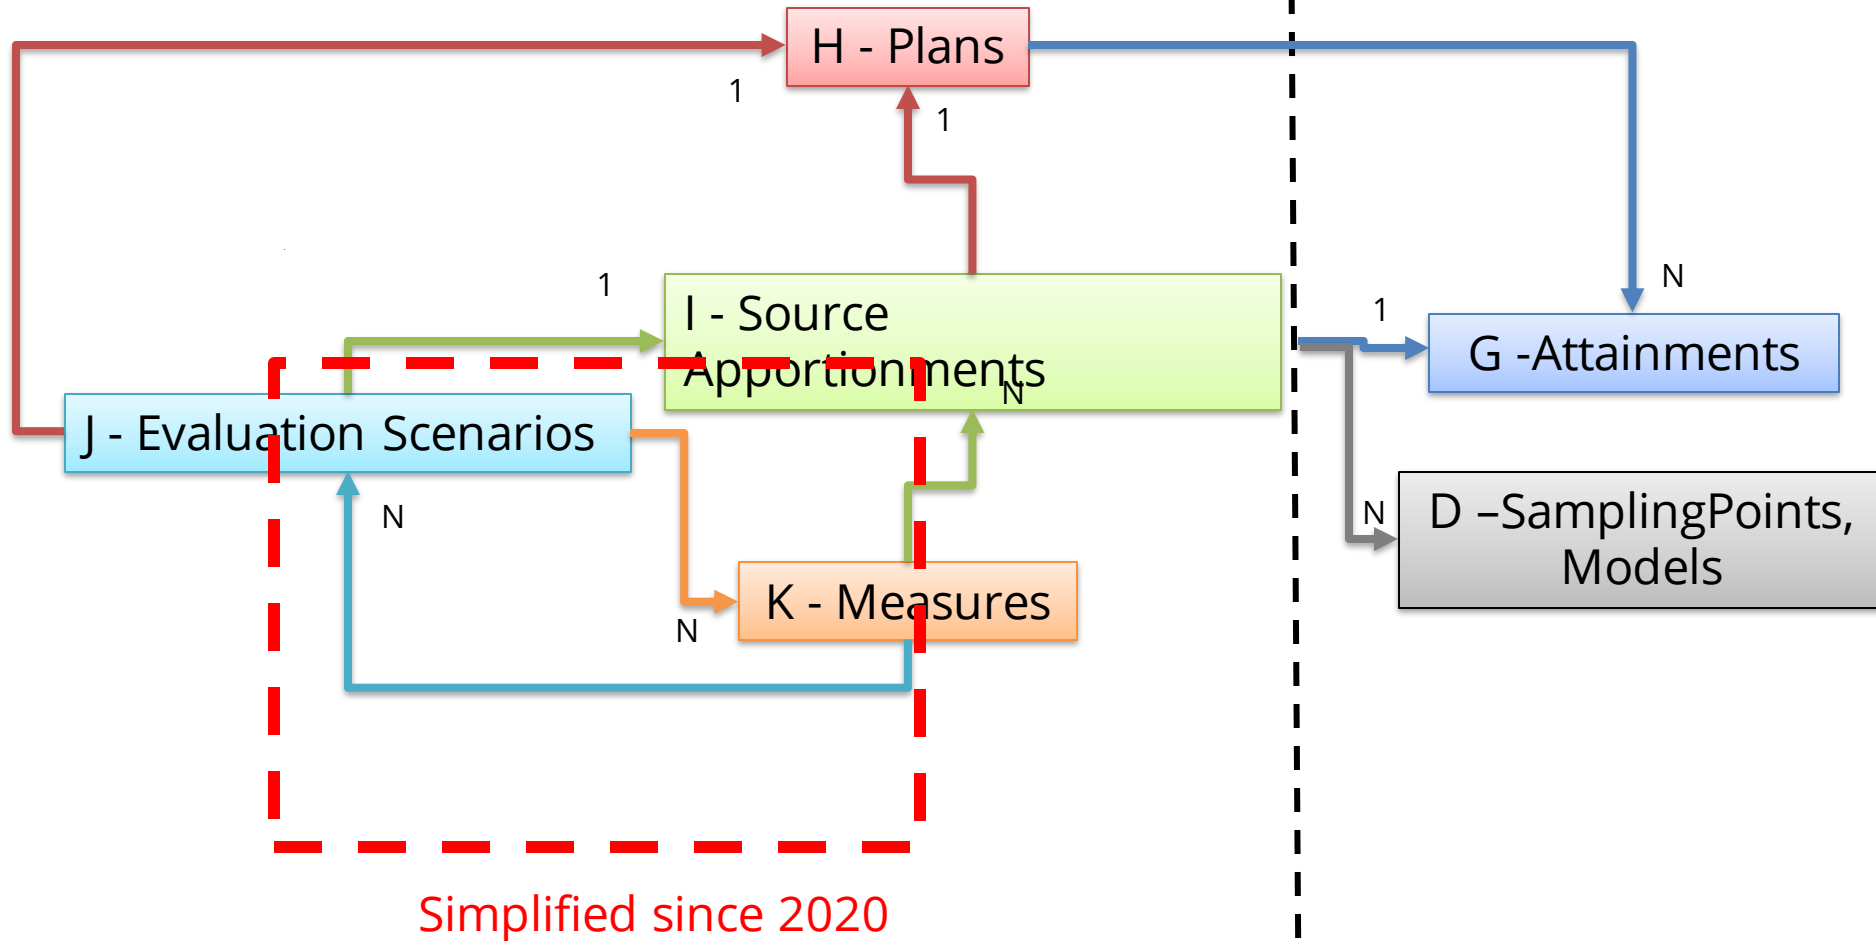 H - Plans
1
1
1
I - Source
Apportionments
N
1
N
G -Attainments
J - Evaluation Scenarios
N
N
D –SamplingPoints,
Models
K - Measures
N
Simplified since 2020